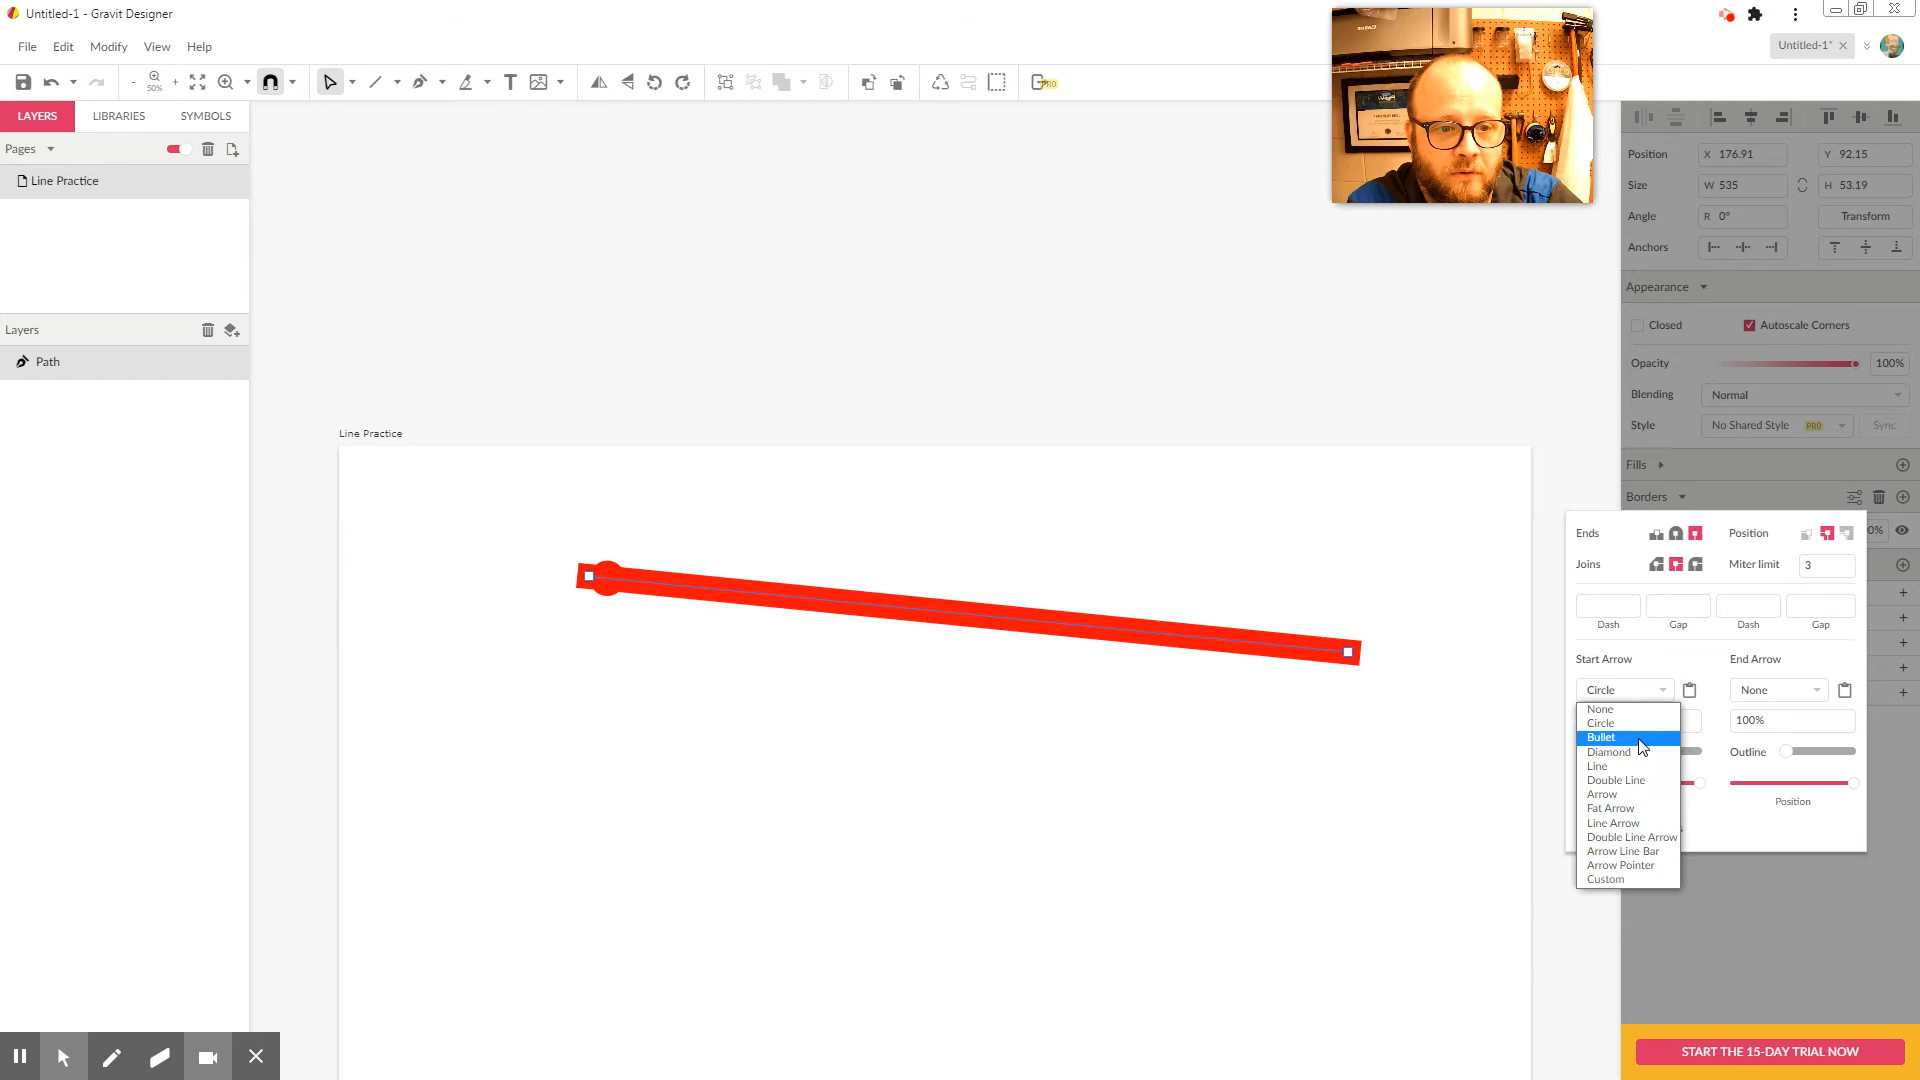 Untitled-1 - Gravit Designer
File Edit Modify View Help
Untitled-1*
50%
PRO
LAYERS LIBRARIES SYMBOLS
Pages
Line Practice
Layers
Path
Line Practice
Position X 176.91 Y 92.15
Size W 535 H 53.19
Angle R 0° Transform
Anchors
Appearance
Closed Autoscale Corners
Opacity 100%
Blending Normal
Style No Shared Style PRO Sync
Fills
Borders
Ends Position 0%
Joins Miter limit 3
Dash Gap Dash Gap
Start Arrow End Arrow
Circle None
None
Circle 100%
Bullet
Diamond Outline
Line
Double Line
Arrow Position
Fat Arrow
Line Arrow
Double Line Arrow
Arrow Line Bar
Arrow Pointer
Custom
START THE 15-DAY TRIAL NOW